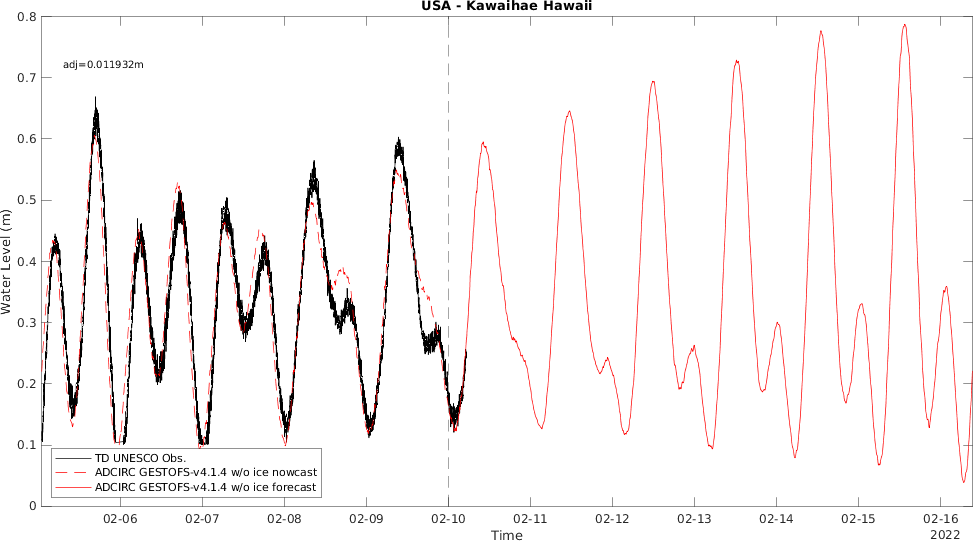 USA - Kawaihae Hawaii
adj=0.011932m
Water Level (m)
0.8
0.7
0.6
0.5
0.4
0.3
0.2
0.1
0
TD UNESCO Obs.
ADCIRC GESTOFS-v4.1.4 w/o ice nowcast
ADCIRC GESTOFS-v4.1.4 w/o ice forecast
02-06 02-07 02-08 02-09 02-10 02-11 02-12 02-13 02-14 02-15 02-16
Time 2022